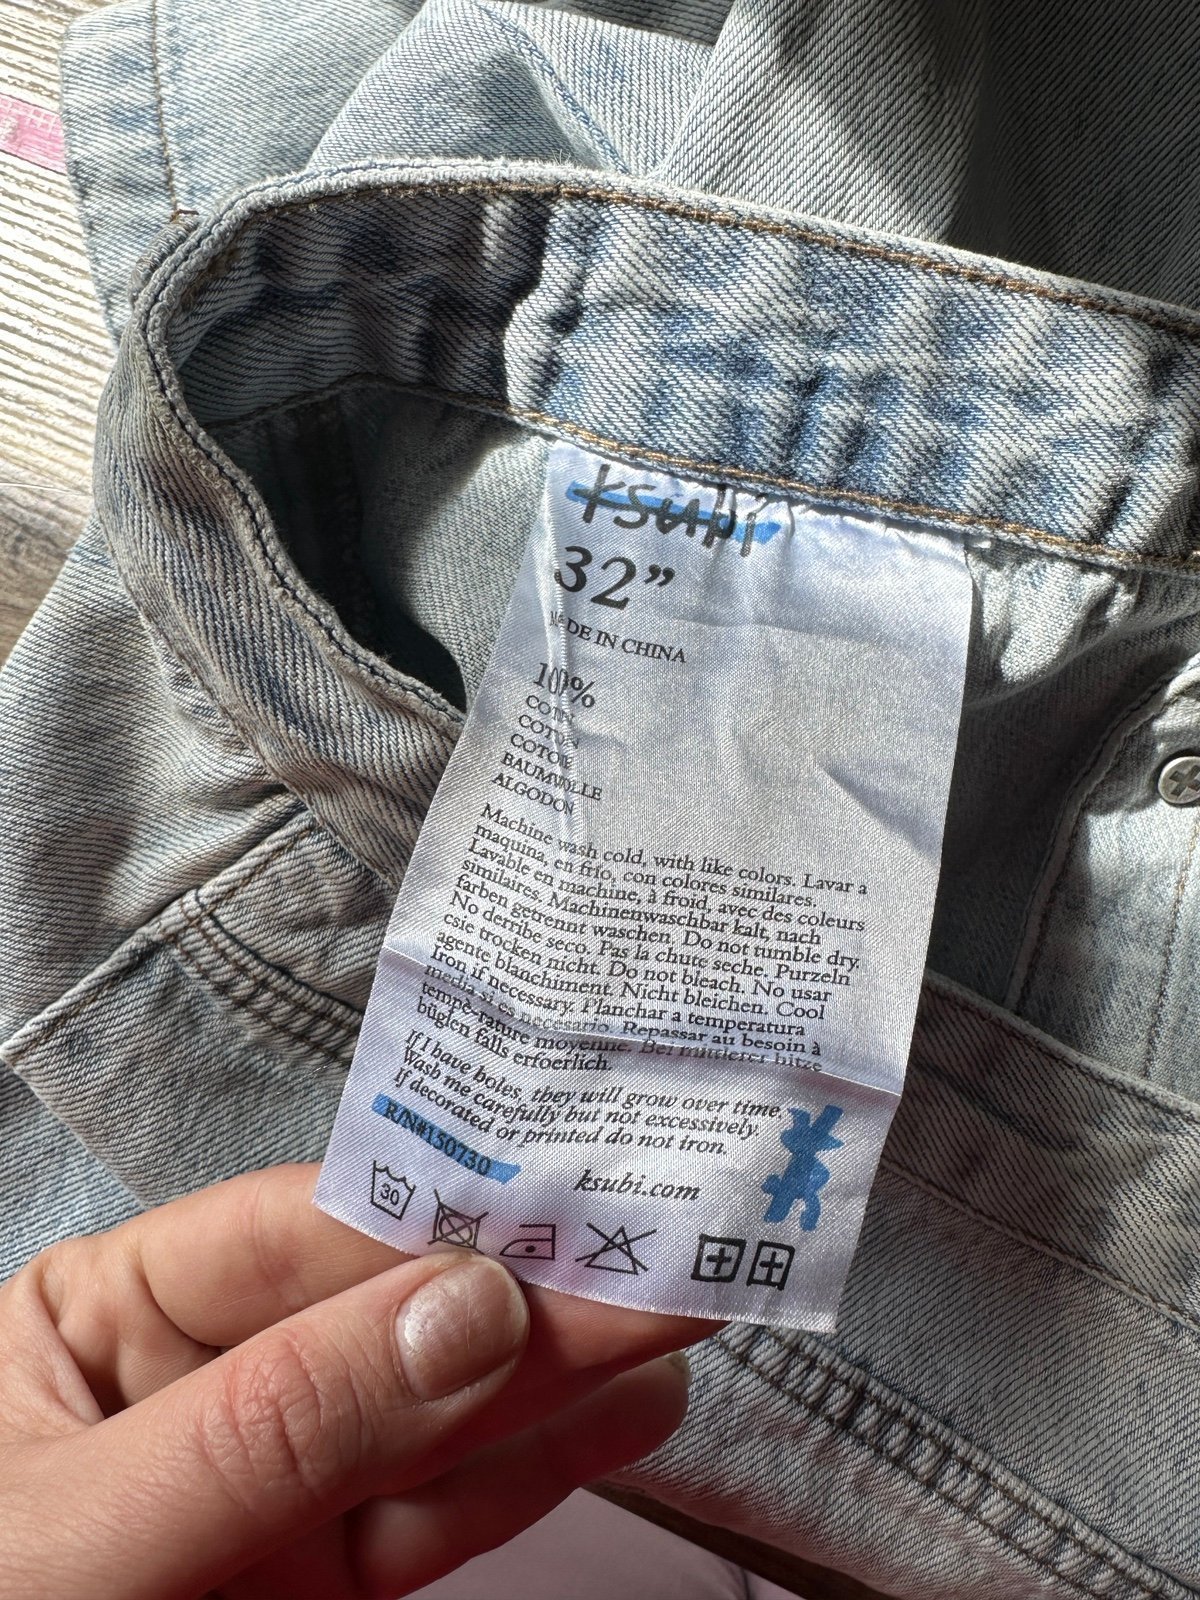 ksubi
32”
MADE IN CHINA
100%
COTTON
COTON
BAUMWOLLE
ALGODON
Machine wash cold, with like colors. Lavar a
maquina, en frio, con colores similares.
Lavable en machine, à froid, avec des couleurs
similaires. Machinenwaschbar kalt, nach
farben getrennt waschen. Do not tumble dry.
No derribe seco. Pas la chute seche. Purzeln
csie trocken nicht. Do not bleach. No usar
agente blanchiment. Nicht bleichen. Cool
Iron if necessary. Planchar a temperatura
media si es necesario. Repassar au besoin à
tempè-rature moyenne. Bei mittlerer hitze
büglen falls erfoerlich.
If I have holes, they will grow over time.
Wash me carefully but not excessively.
If decorated or printed do not iron.
R/N#150730
ksubi.com
30